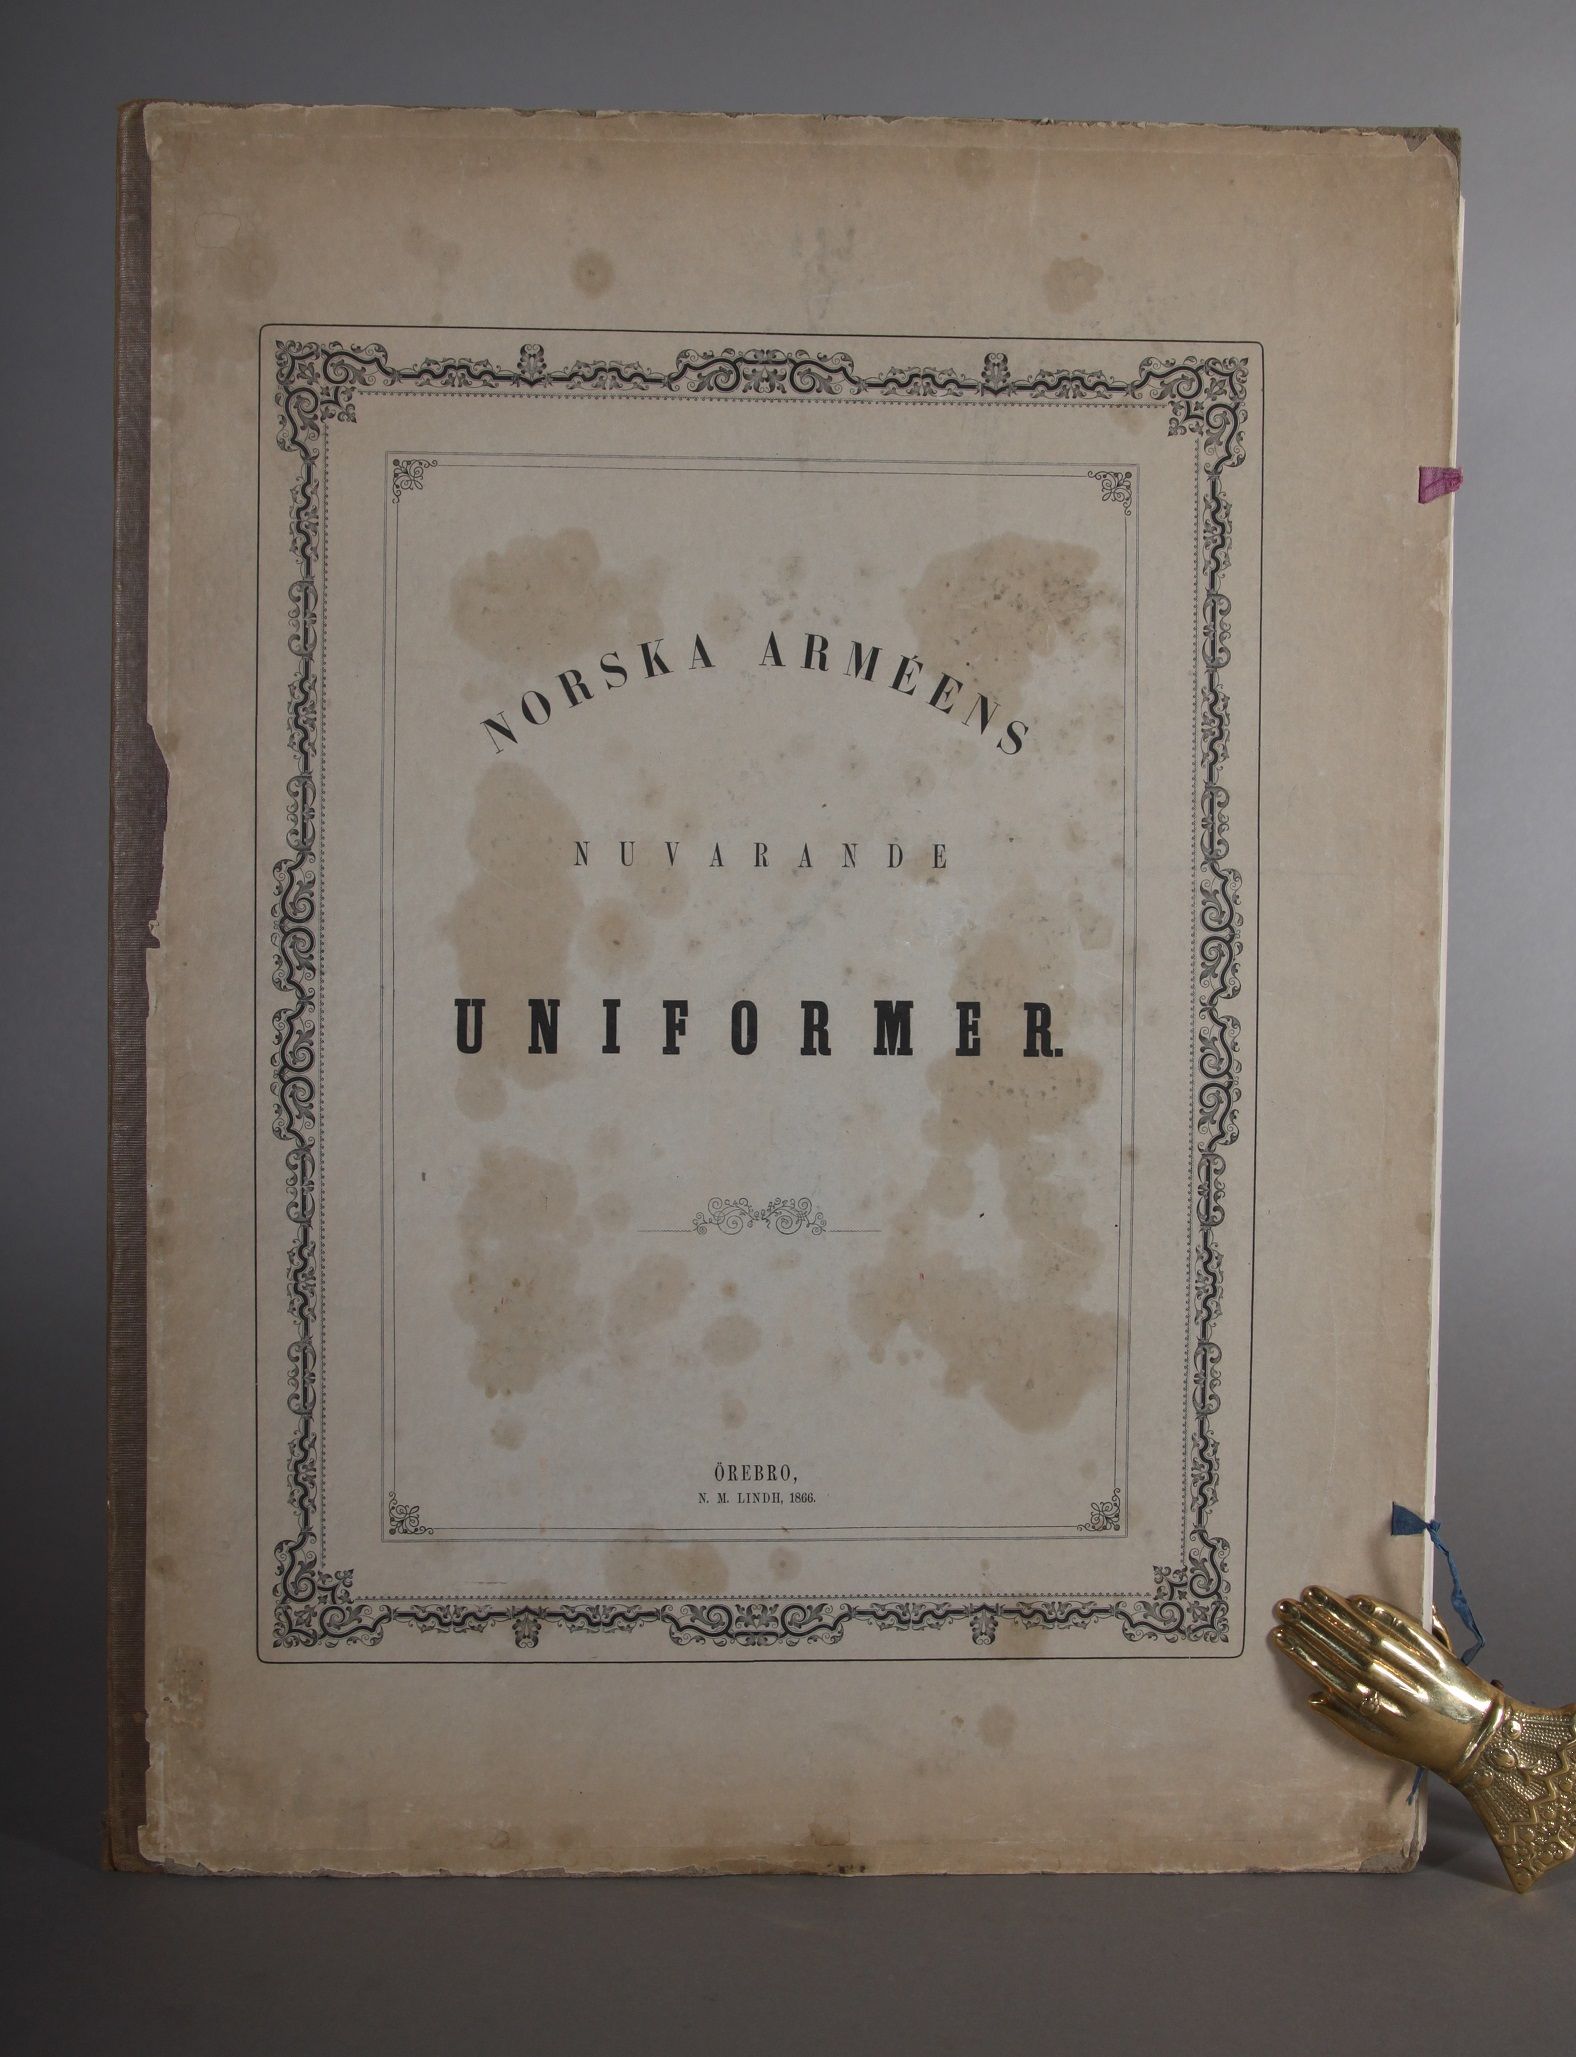 NORSKA ARMÉENS
NUVARANDE
UNIFORMER.
ÖREBRO,
N. M. LINDH, 1866.